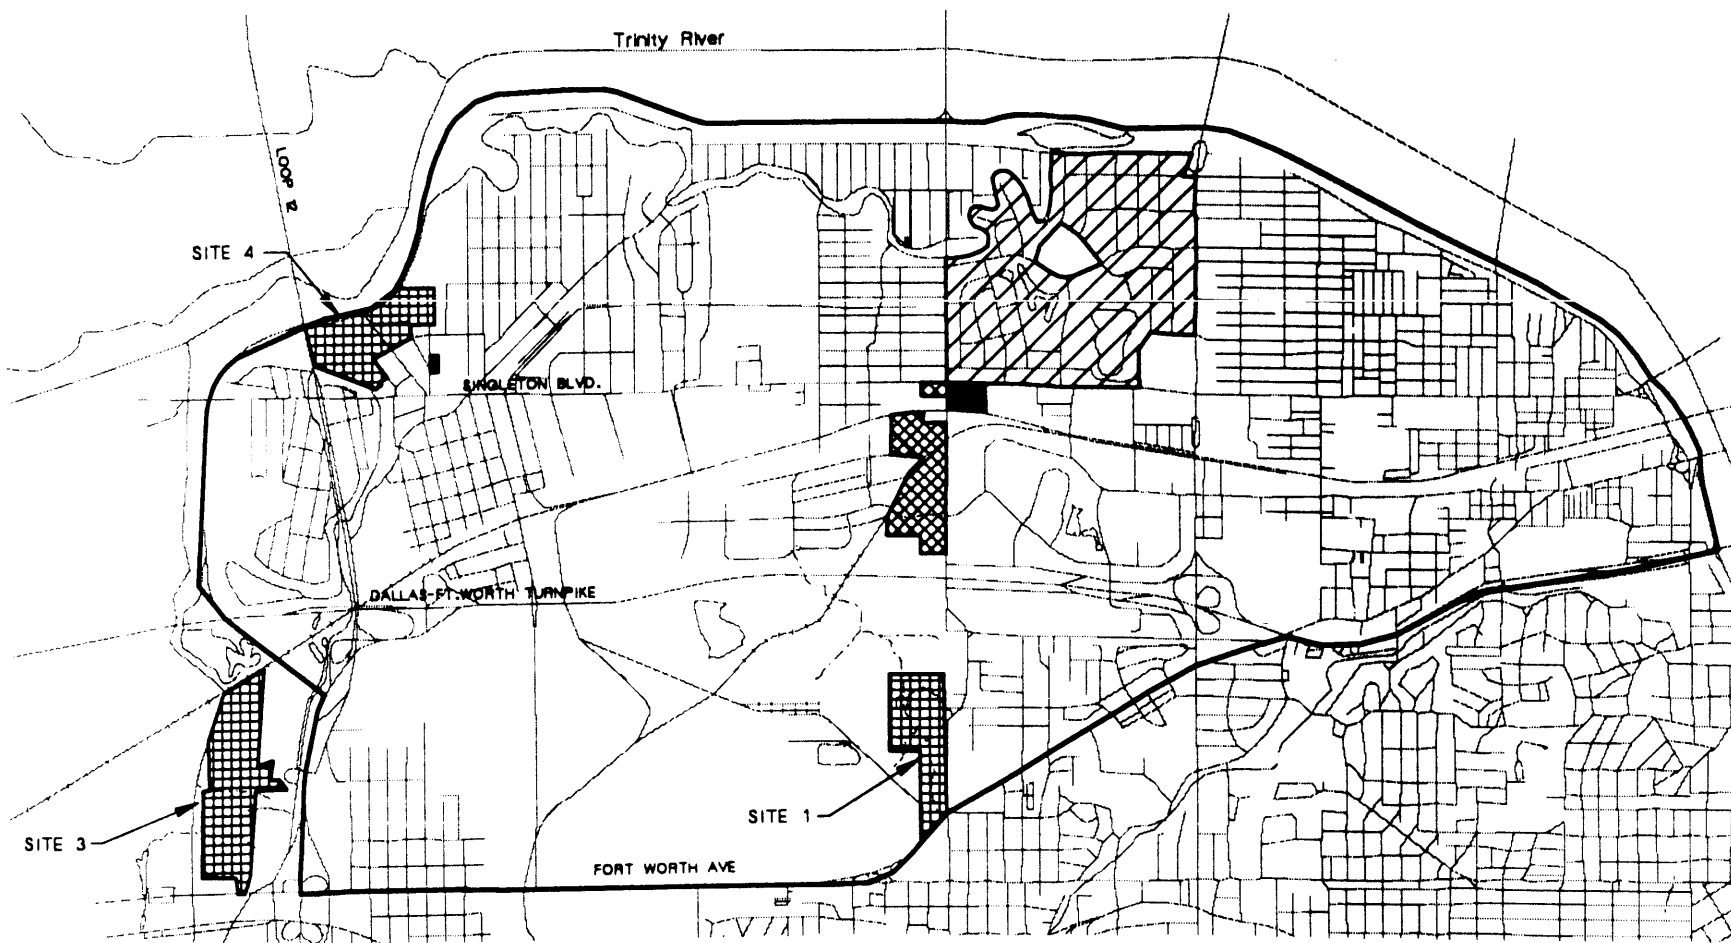 Trinity River
LOOP 12
SITE 4
SINGLETON BLVD.
DALLAS-FT.WORTH TURNPIKE
SITE 1
SITE 3
FORT WORTH AVE